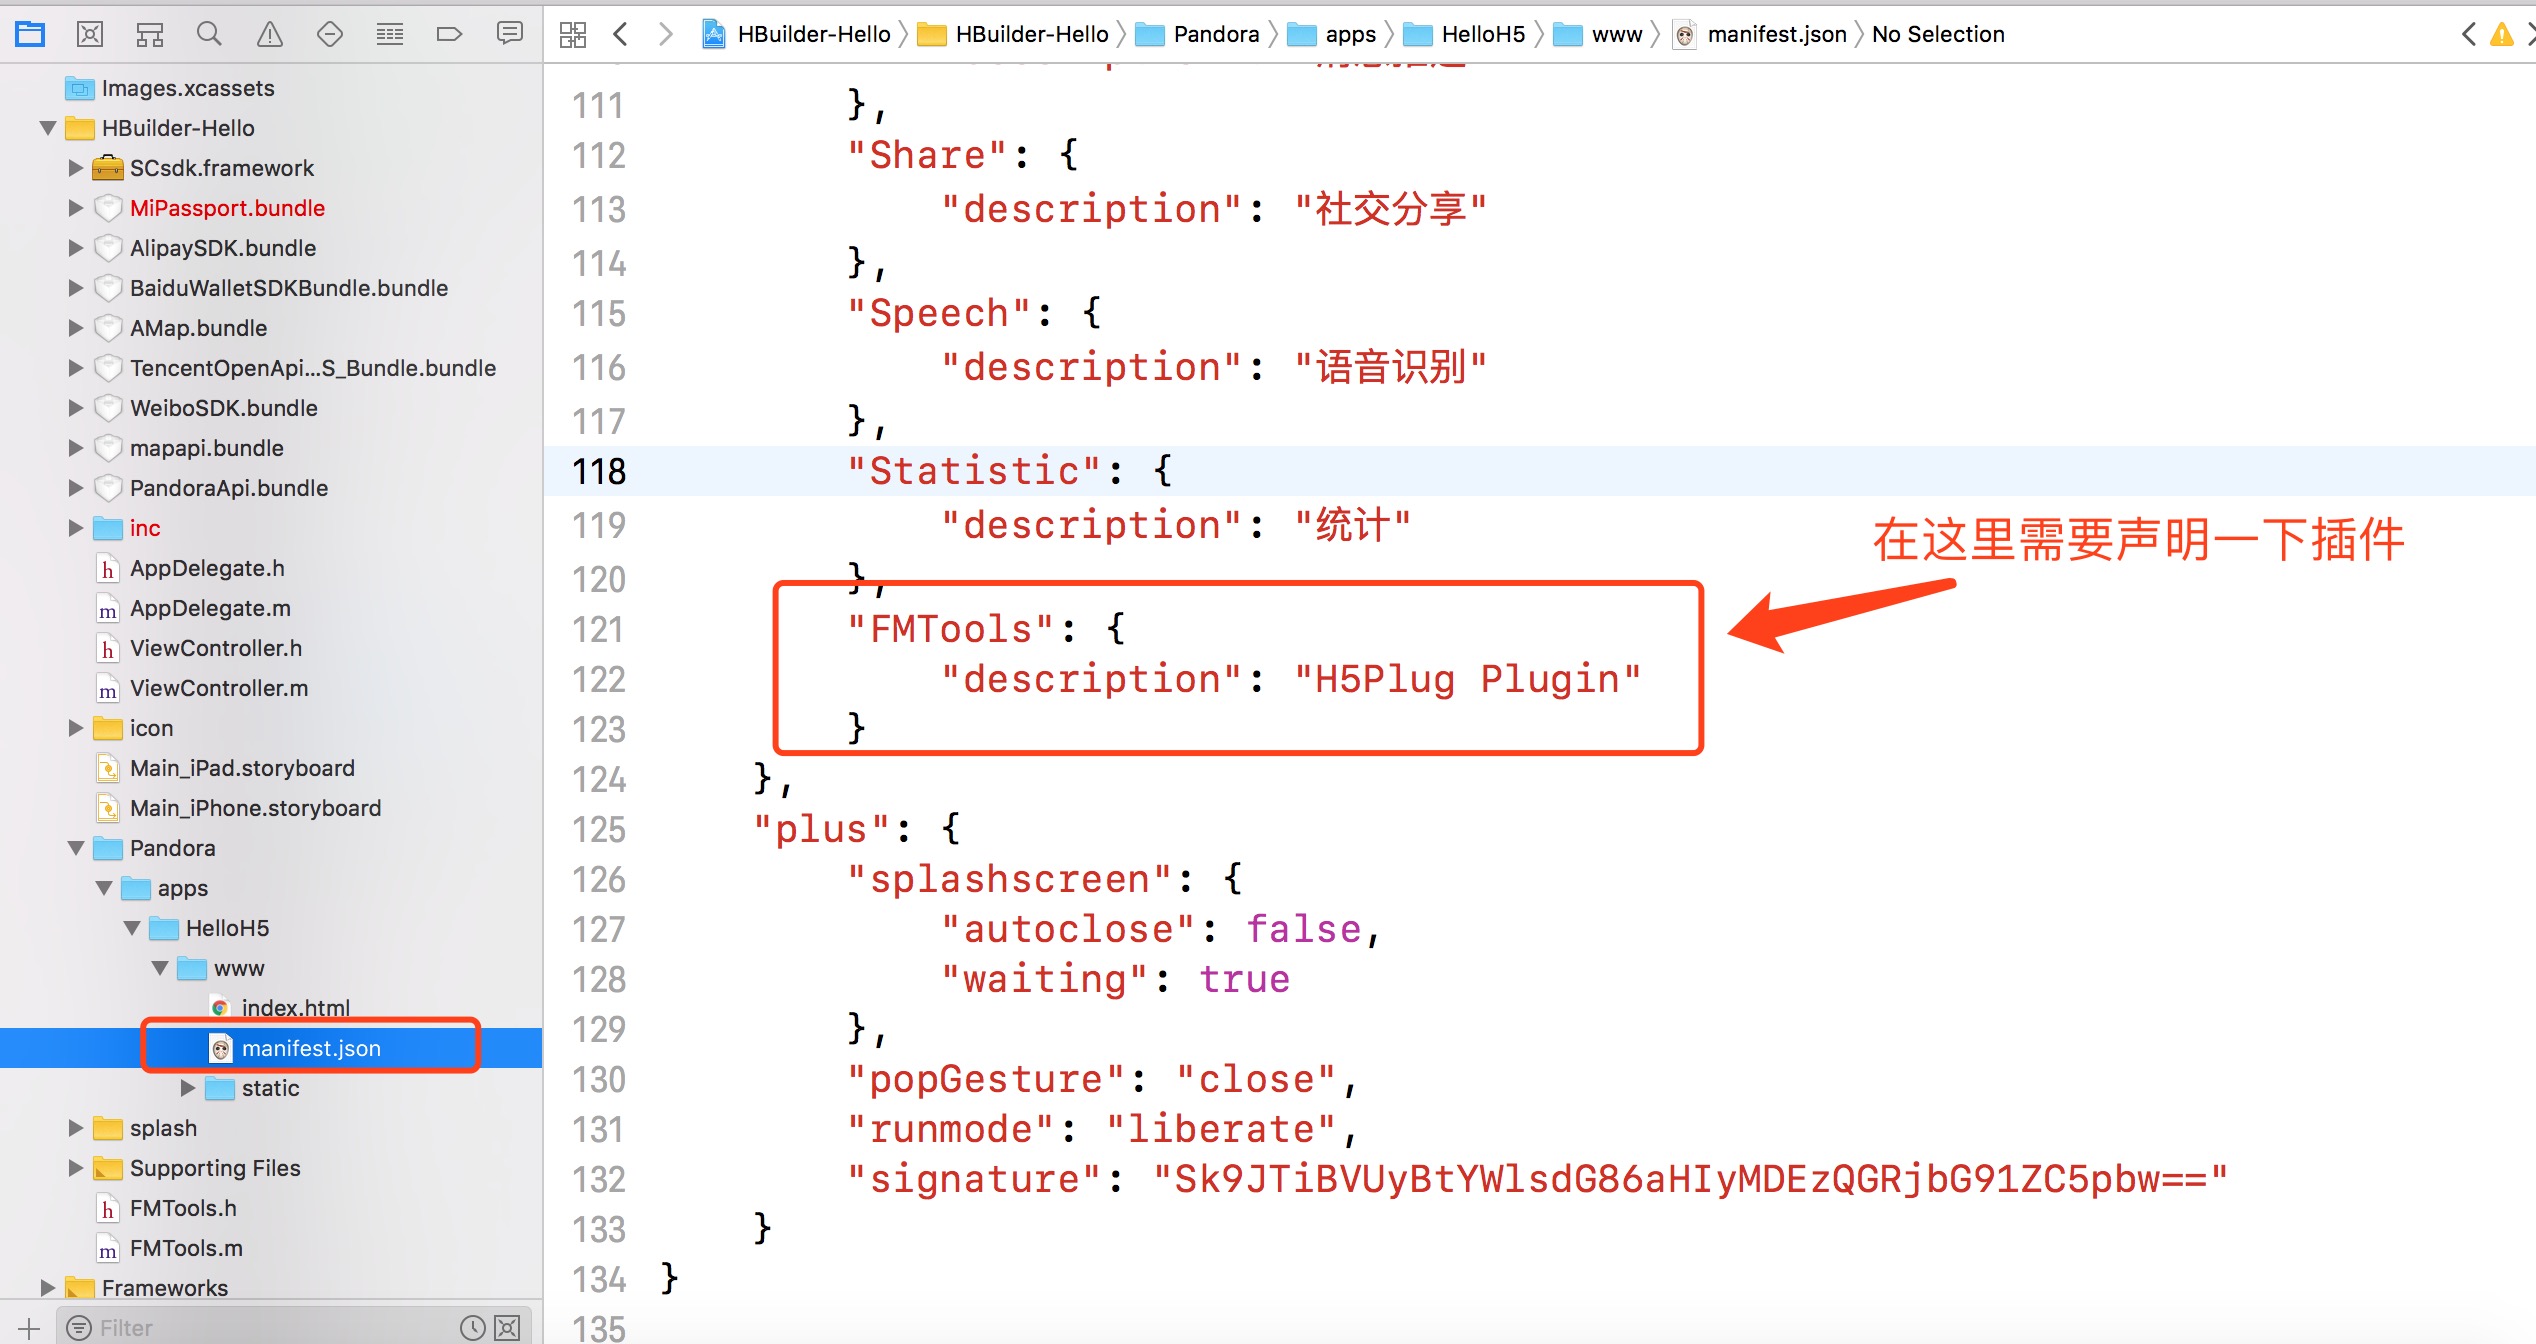 HBuilder-Hello HBuilder-Hello Pandora apps HelloH5 www manifest.json No Selection
Images.xcassets
HBuilder-Hello
SCsdk.framework
MiPassport.bundle
AlipaySDK.bundle
BaiduWalletSDKBundle.bundle
AMap.bundle
TencentOpenApi...S_Bundle.bundle
WeiboSDK.bundle
mapapi.bundle
PandoraApi.bundle
inc
AppDelegate.h
AppDelegate.m
ViewController.h
ViewController.m
icon
Main_iPad.storyboard
Main_iPhone.storyboard
Pandora
apps
HelloH5
www
index.html
manifest.json
static
splash
Supporting Files
FMTools.h
FMTools.m
Frameworks
Filter
111 },
112 "Share": {
113 "description": "社交分享"
114 },
115 "Speech": {
116 "description": "语音识别"
117 },
118 "Statistic": {
119 "description": "统计"
120 },
121 "FMTools": {
122 "description": "H5Plug Plugin"
123 }
124 },
125 "plus": {
126 "splashscreen": {
127 "autoclose": false,
128 "waiting": true
129 },
130 "popGesture": "close",
131 "runmode": "liberate",
132 "signature": "Sk9JTiBVUyBtYWlsdG86aHIyMDEzQGRjbG91ZC5pbw=="
133 }
134 }
135
在这里需要声明一下插件